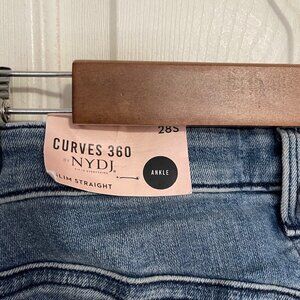 28S
CURVES 360
BY NYDJ
SLIM STRAIGHT
ANKLE